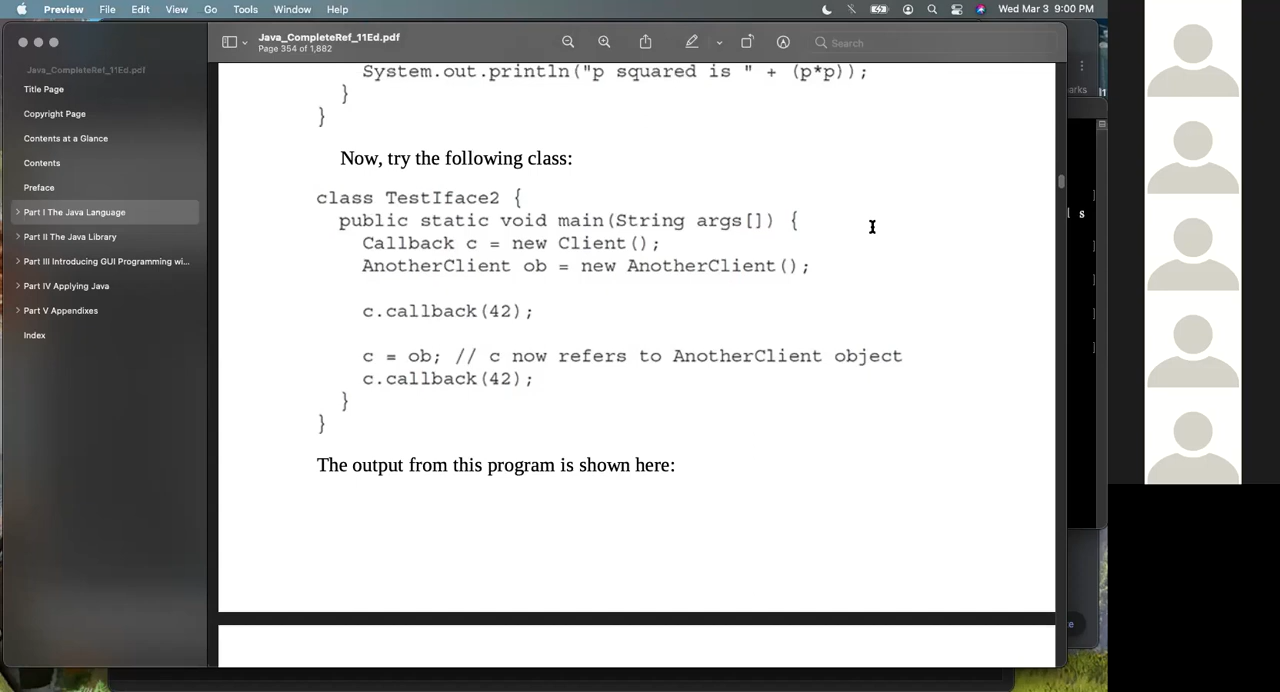 Preview File Edit View Go Tools Window Help Wed Mar 3 9:00 PM
Java_CompleteRef_11Ed.pdf
Page 354 of 1,882
Search
Java_CompleteRef_11Ed.pdf
Title Page
Copyright Page
Contents at a Glance
Contents
Preface
Part I The Java Language
Part II The Java Library
Part III Introducing GUI Programming wi...
Part IV Applying Java
Part V Appendixes
Index
System.out.println("p squared is " + (p*p));
}
}
Now, try the following class:
class TestIface2 {
public static void main(String args[]) {
Callback c = new Client();
AnotherClient ob = new AnotherClient();
c.callback(42);
c = ob; // c now refers to AnotherClient object
c.callback(42);
}
}
The output from this program is shown here: